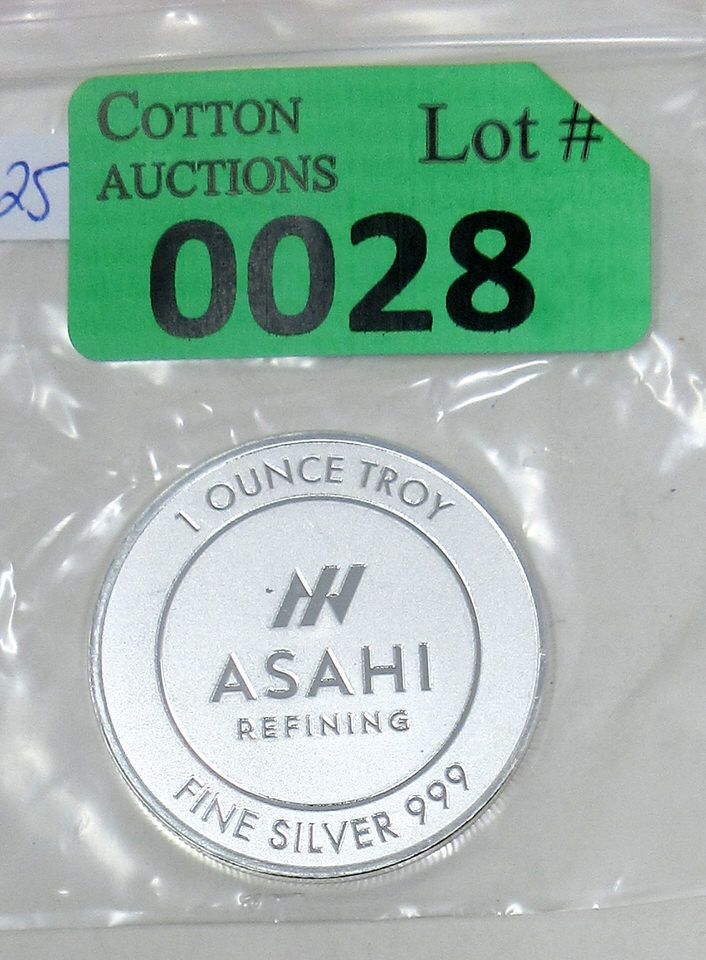 COTTON
AUCTIONS
Lot #
25
0028
1 OUNCE TROY
ASAHI
REFINING
FINE SILVER 999